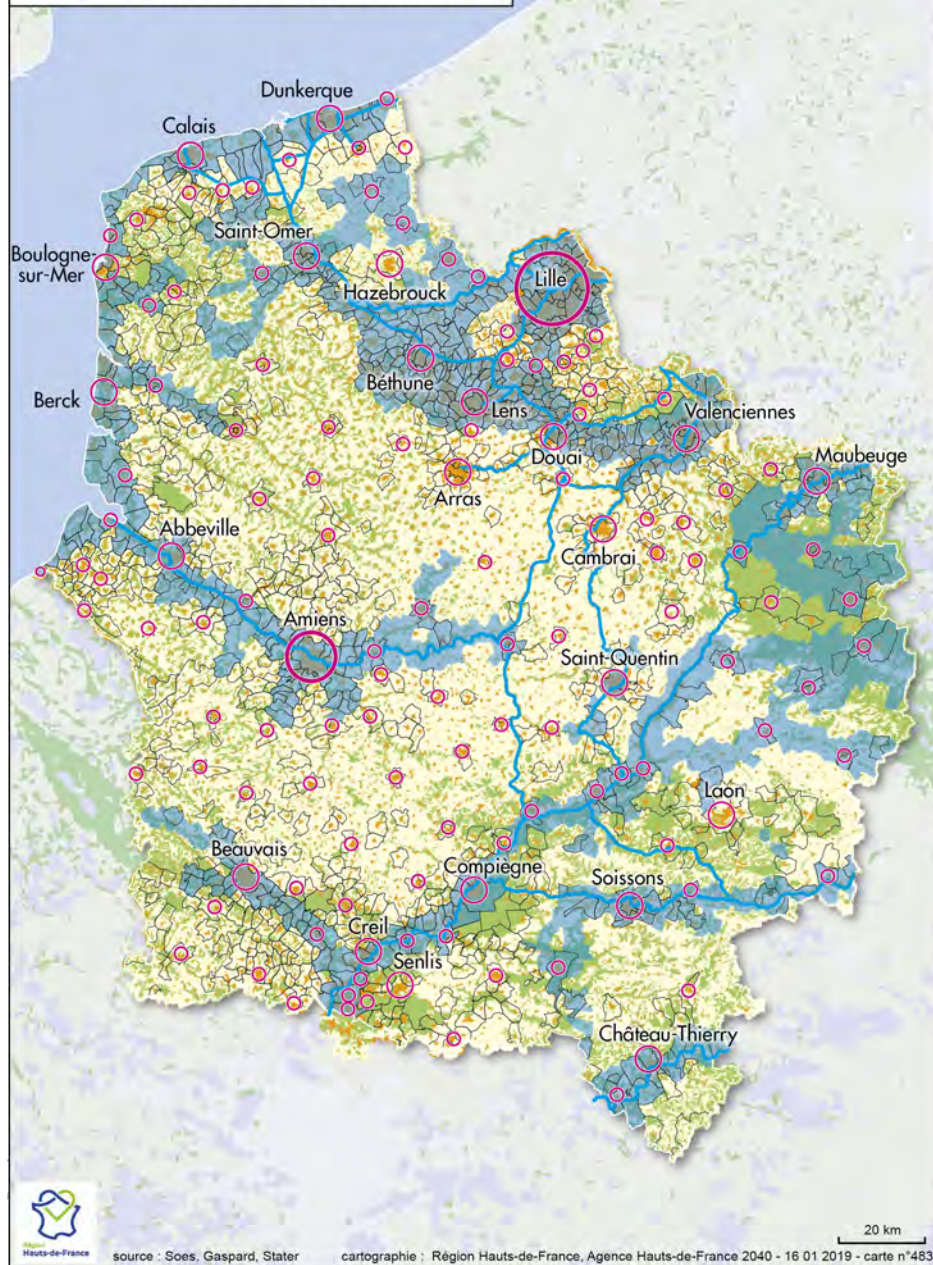 Dunkerque
Calais
Saint-Omer
Boulogne-
sur-Mer
Hazebrouck
Lille
Béthune
Berck
Lens
Valenciennes
Douai
Maubeuge
Arras
Abbeville
Cambrai
Amiens
Saint-Quentin
Laon
Beauvais
Compiègne
Soissons
Creil
Senlis
Château-Thierry
20 km
Région
Hauts-de-France
source : Soes, Gaspard, Stater
cartographie : Région Hauts-de-France, Agence Hauts-de-France 2040 - 16 01 2019 - carte n°483